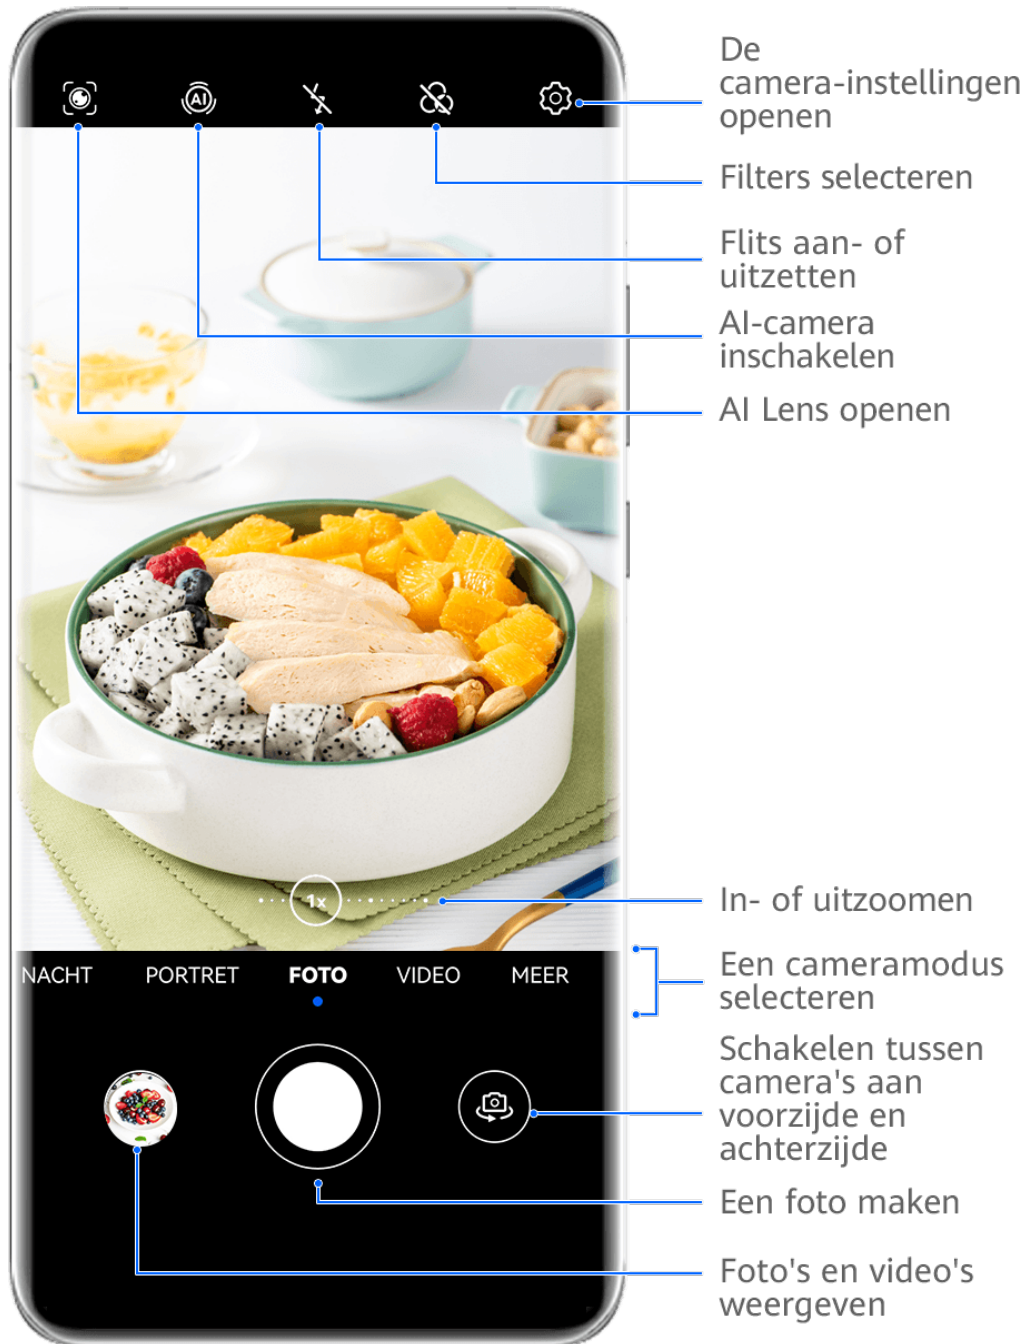 AI
De
camera-instellingen
openen
Filters selecteren
Flits aan- of
uitzetten
AI-camera
inschakelen
AI Lens openen
1x
In- of uitzoomen
NACHT PORTRET FOTO VIDEO MEER
Een cameramodus
selecteren
Schakelen tussen
camera's aan
voorzijde en
achterzijde
Een foto maken
Foto's en video's
weergeven